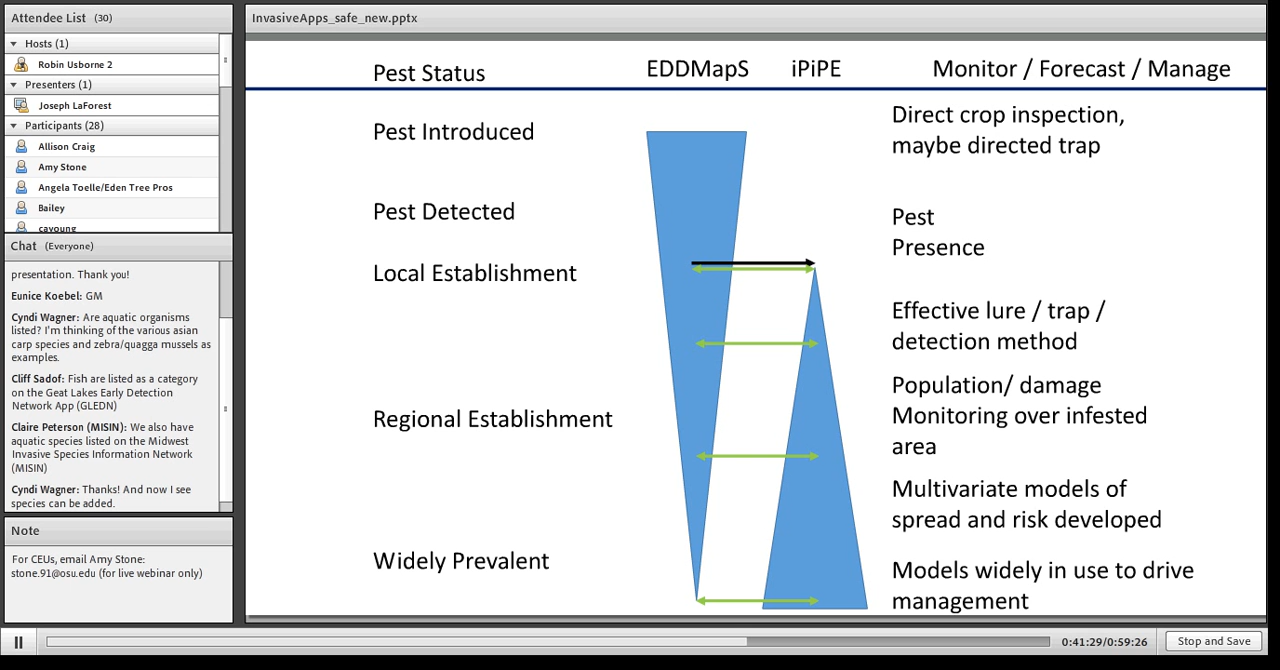 Attendee List (30)
Hosts (1)
Robin Usborne 2
Presenters (1)
Joseph LaForest
Participants (28)
Allison Craig
Amy Stone
Angela Toelle/Eden Tree Pros
Bailey
cayoung
Chat (Everyone)
presentation. Thank you!
Eunice Koebel: GM
Cyndi Wagner: Are aquatic organisms
listed? I'm thinking of the various asian
carp species and zebra/quagga mussels as
examples.
Cliff Sadof: Fish are listed as a category
on the Geat Lakes Early Detection
Network App (GLEDN)
Claire Peterson (MISIN): We also have
aquatic species listed on the Midwest
Invasive Species Information Network
(MISIN)
Cyndi Wagner: Thanks! And now I see
species can be added.
Note
For CEUs, email Amy Stone:
stone.91@osu.edu (for live webinar only)
InvasiveApps_safe_new.pptx
Pest Status EDDMapS iPiPE Monitor / Forecast / Manage
Pest Introduced
Direct crop inspection,
maybe directed trap
Pest Detected
Pest
Presence
Local Establishment
Effective lure / trap /
detection method
Regional Establishment
Population/ damage
Monitoring over infested
area
Multivariate models of
spread and risk developed
Widely Prevalent
Models widely in use to drive
management
0:41:29/0:59:26
Stop and Save